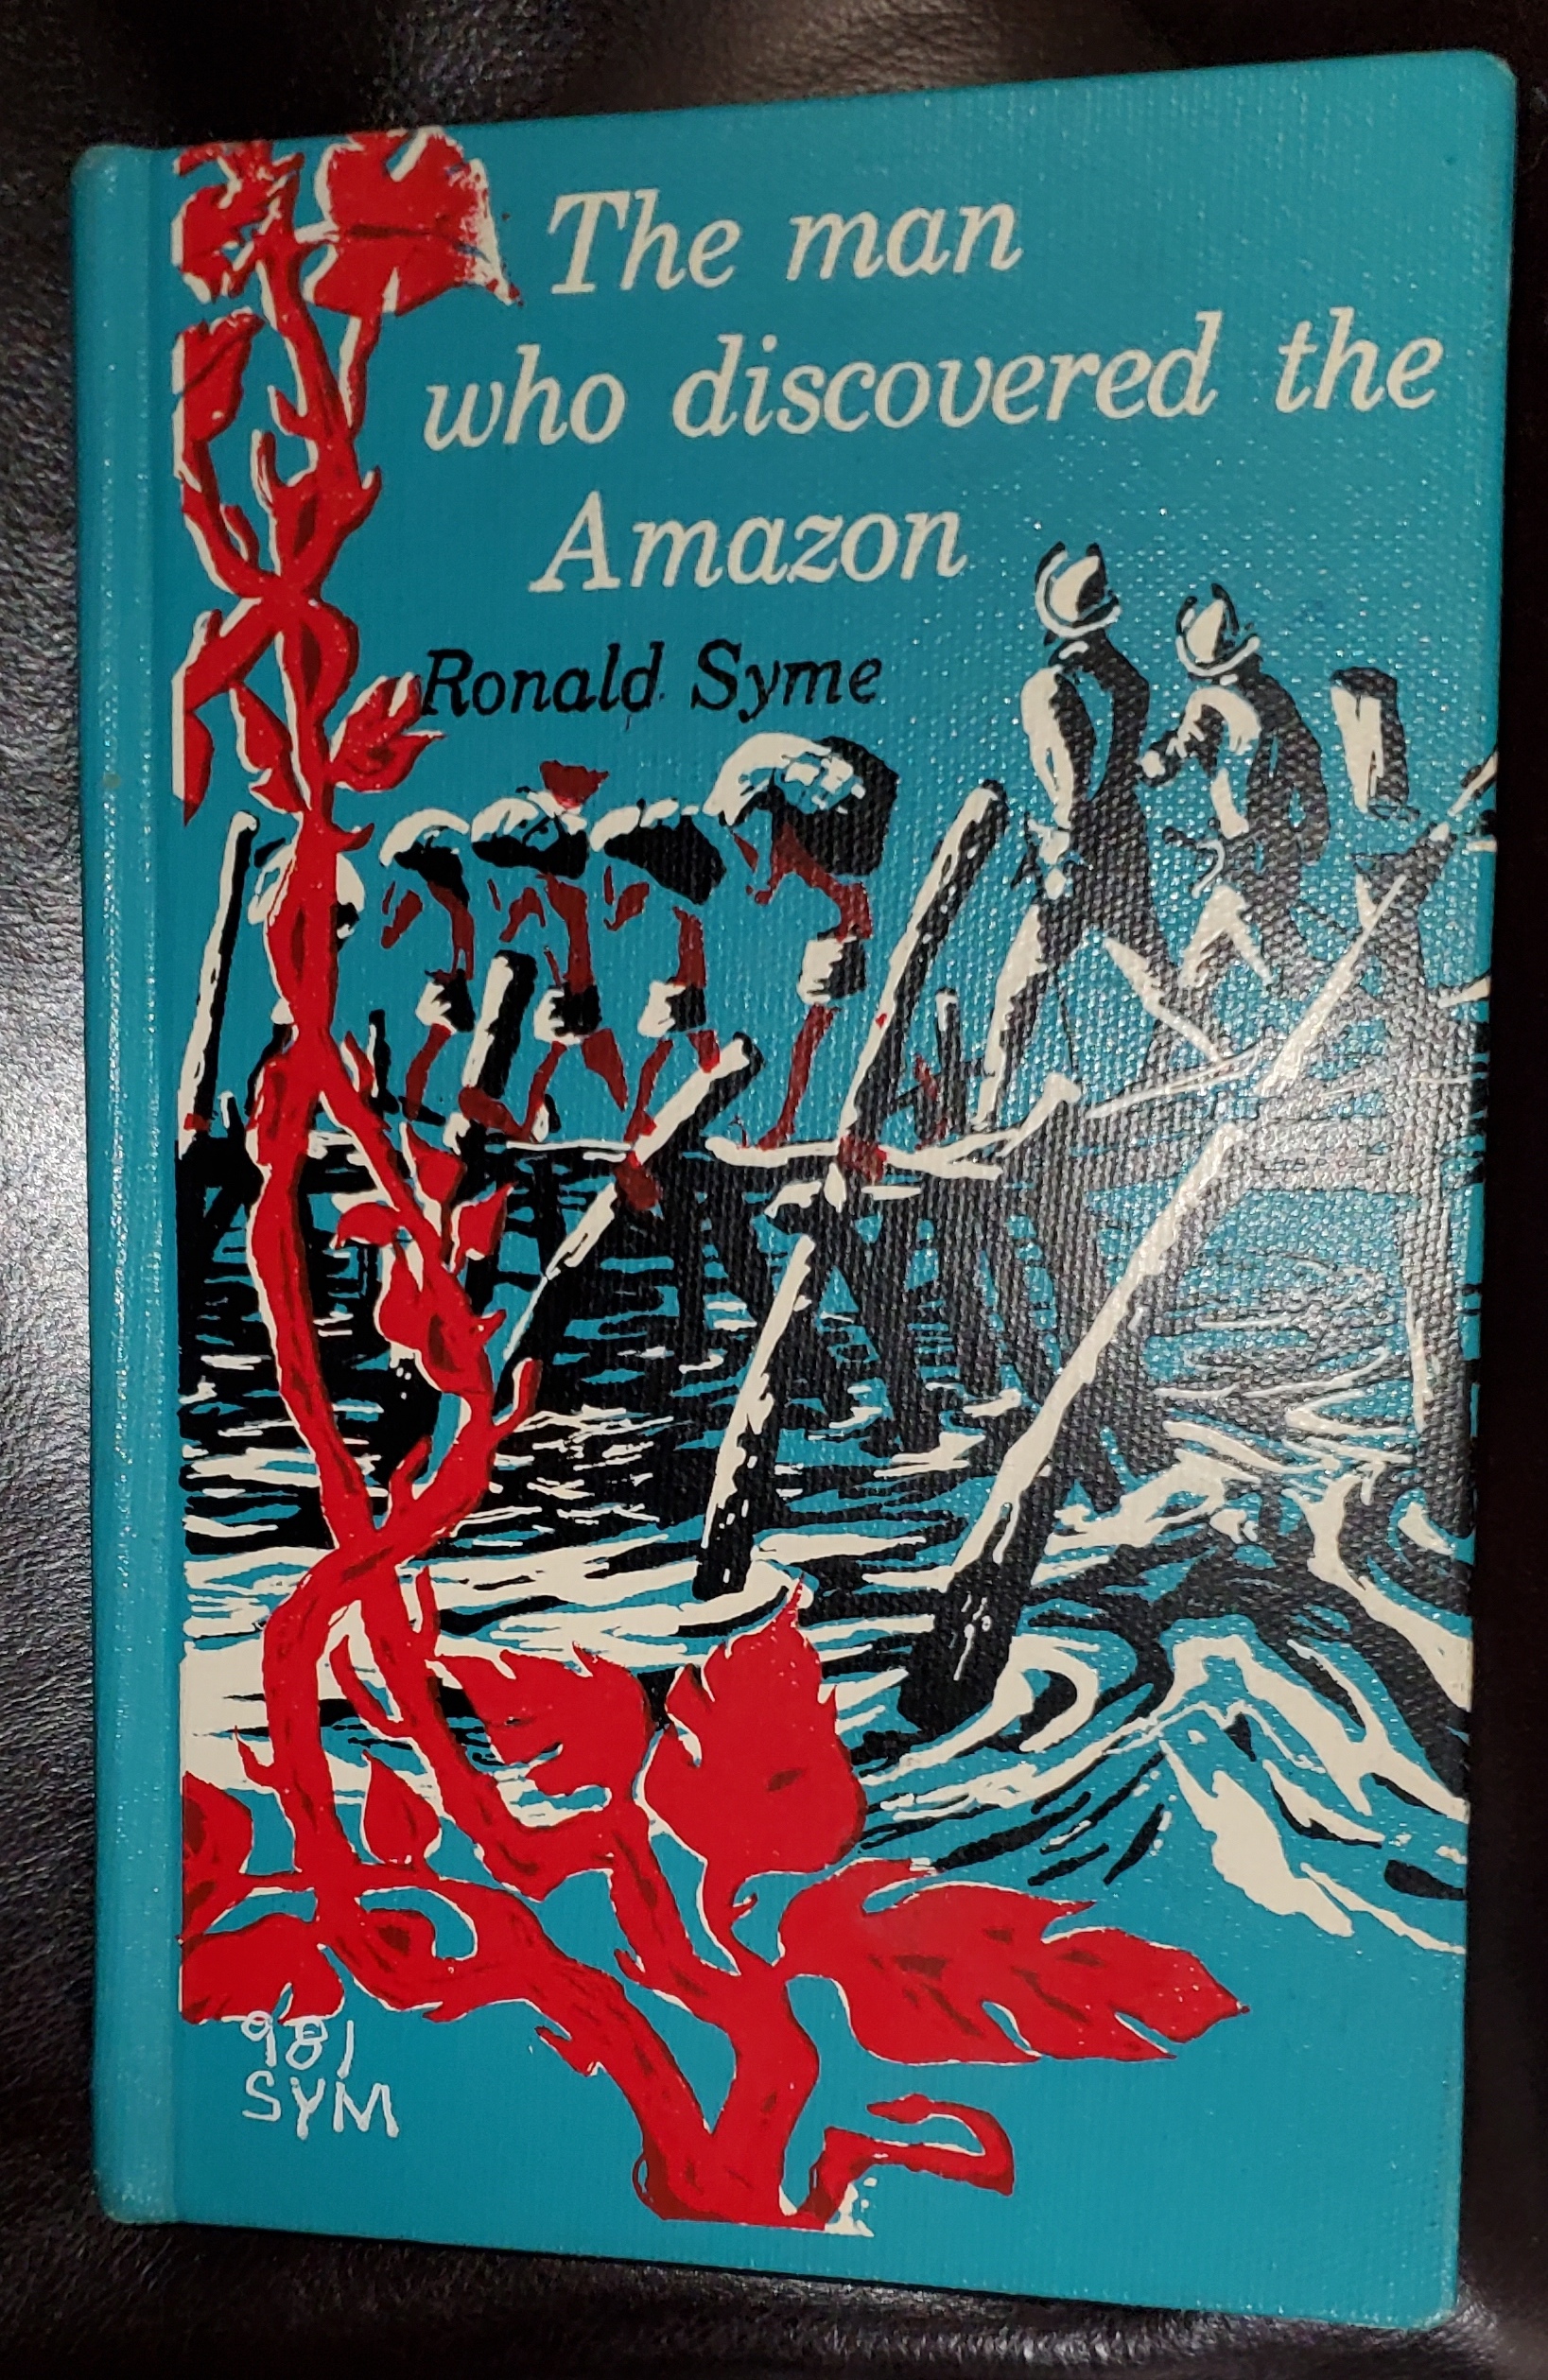 The man
who discovered the
Amazon
Ronald Syme
981
SYM